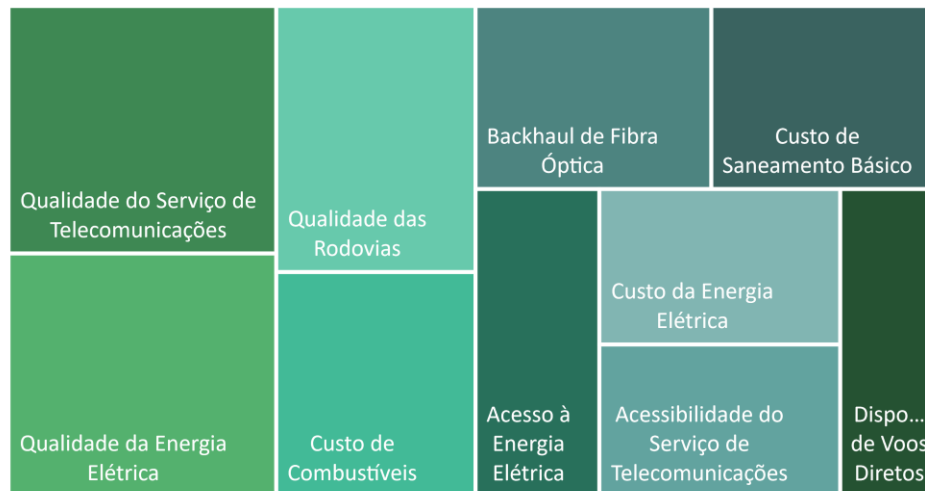 Qualidade do Serviço de
Telecomunicações
Qualidade da Energia
Elétrica
Qualidade das
Rodovias
Custo de
Combustíveis
Backhaul de Fibra
Óptica
Custo de
Saneamento Básico
Acesso à
Energia
Elétrica
Custo da Energia
Elétrica
Acessibilidade do
Serviço de
Telecomunicações
Dispo...
de Voos
Diretos